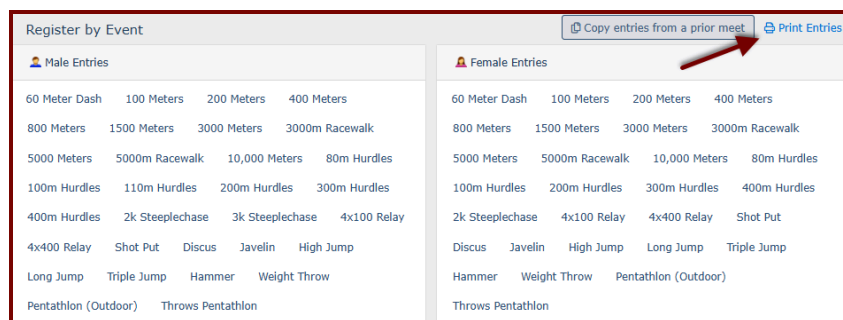 Register by Event
Copy entries from a prior meet
Print Entries
Male Entries
60 Meter Dash 100 Meters 200 Meters 400 Meters
800 Meters 1500 Meters 3000 Meters 3000m Racewalk
5000 Meters 5000m Racewalk 10,000 Meters 80m Hurdles
100m Hurdles 110m Hurdles 200m Hurdles 300m Hurdles
400m Hurdles 2k Steeplechase 3k Steeplechase 4x100 Relay
4x400 Relay Shot Put Discus Javelin High Jump
Long Jump Triple Jump Hammer Weight Throw
Pentathlon (Outdoor) Throws Pentathlon
Female Entries
60 Meter Dash 100 Meters 200 Meters 400 Meters
800 Meters 1500 Meters 3000 Meters 3000m Racewalk
5000 Meters 5000m Racewalk 10,000 Meters 80m Hurdles
100m Hurdles 200m Hurdles 300m Hurdles 400m Hurdles
2k Steeplechase 4x100 Relay 4x400 Relay Shot Put
Discus Javelin High Jump Long Jump Triple Jump
Hammer Weight Throw Pentathlon (Outdoor)
Throws Pentathlon